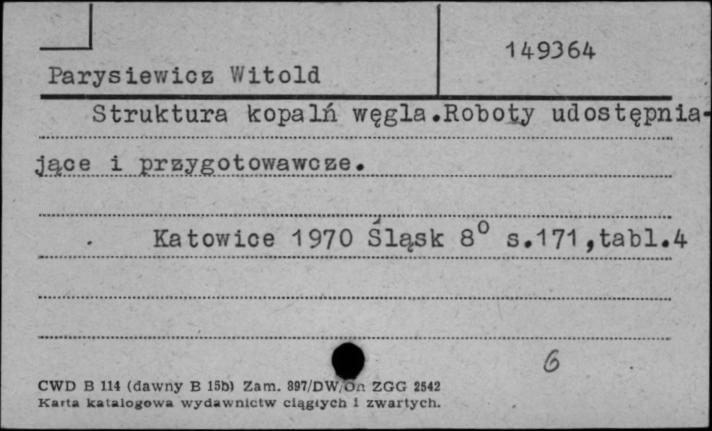 149364
Parysiewicz Witold
Struktura kopalń węgla.Roboty udostępnia-
jące i przygotowawcze.
Katowice 1970 Śląsk 8° s.171,tabl.4
6
CWD B 114 (dawny B 15b) Zam. 897/DW/On ZGG 2542
Karta katalogowa wydawnictw ciągłych i zwartych.